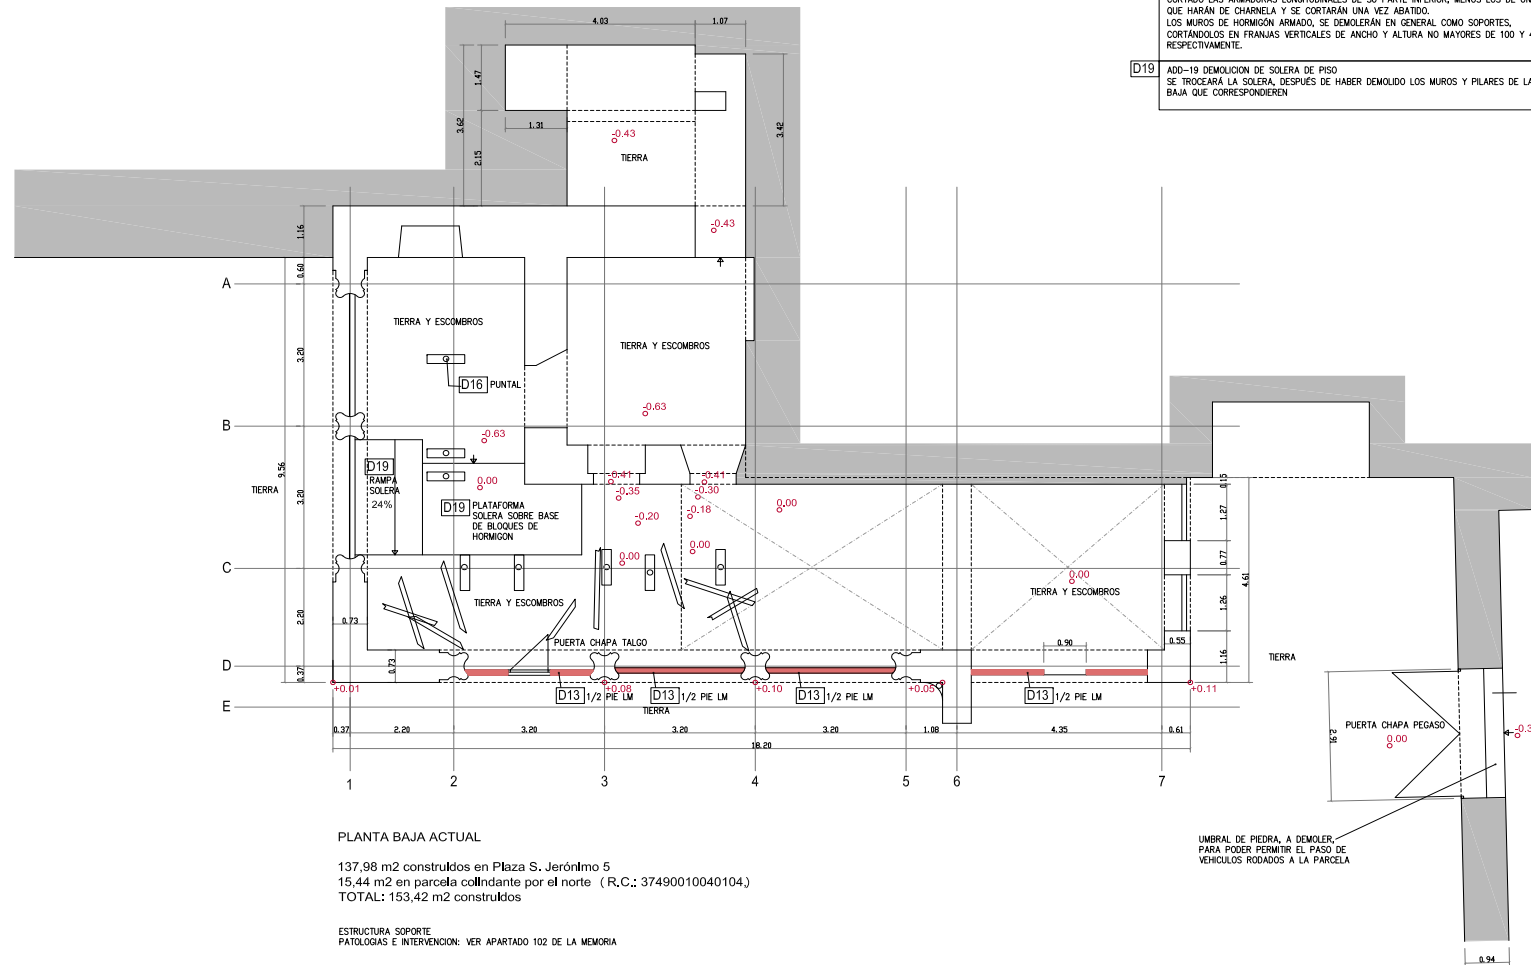 QUE HARÁN DE CHARNELA Y SE CORTARÁN UNA VEZ ABATIDO.
LOS MUROS DE HORMIGÓN ARMADO, SE DEMOLERÁN EN GENERAL COMO SOPORTES,
CORTÁNDOLOS EN FRANJAS VERTICALES DE ANCHO Y ALTURA NO MAYORES DE 100 Y 4
RESPECTIVAMENTE.
D19
ADD-19 DEMOLICION DE SOLERA DE PISO
SE TROCEARÁ LA SOLERA, DESPUÉS DE HABER DEMOLIDO LOS MUROS Y PILARES DE LA
BAJA QUE CORRESPONDIEREN
4.03
1.07
1.47
3.62
2.15
1.31
3.42
-0.43
TIERRA
-0.43
1.16
0.60
A
TIERRA Y ESCOMBROS
3.20
TIERRA Y ESCOMBROS
D16 PUNTAL
-0.63
B
-0.63
9.56
D19
RAMPA
SOLERA
24%
TIERRA
0.00
3.20
D19 PLATAFORMA
SOLERA SOBRE BASE
DE BLOQUES DE
HORMIGON
-0.41
-0.41
-0.35
-0.30
-0.20
-0.18
0.00
0.00
0.00
0.15
1.27
0.77
C
0.00
4.61
TIERRA Y ESCOMBROS
TIERRA Y ESCOMBROS
1.26
2.20
0.73
PUERTA CHAPA TALGO
0.90
0.55
1.16
TIERRA
0.73
D
0.37
+0.01
+0.08
+0.10
+0.05
+0.11
D13 1/2 PIE LM
D13 1/2 PIE LM
D13 1/2 PIE LM
D13 1/2 PIE LM
E
TIERRA
0.37
2.20
3.20
3.20
3.20
1.08
4.35
0.61
18.20
1
2
3
4
5
6
7
2.91
PUERTA CHAPA PEGASO
0.00
-0.3
UMBRAL DE PIEDRA, A DEMOLER,
PARA PODER PERMITIR EL PASO DE
VEHICULOS RODADOS A LA PARCELA
0.94
PLANTA BAJA ACTUAL
137,98 m2 construidos en Plaza S. Jerónimo 5
15,44 m2 en parcela colindante por el norte ( R.C.: 37490010040104,)
TOTAL: 153,42 m2 construidos
ESTRUCTURA SOPORTE
PATOLOGIAS E INTERVENCION: VER APARTADO 102 DE LA MEMORIA